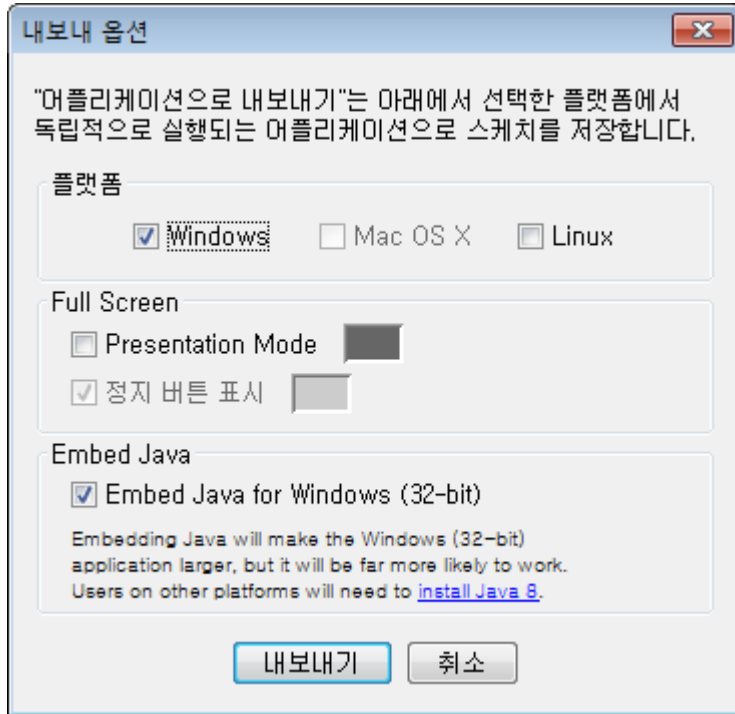 내보내 옵션
"어플리케이션으로 내보내기"는 아래에서 선택한 플랫폼에서
독립적으로 실행되는 어플리케이션으로 스케치를 저장합니다.
플랫폼
Windows Mac OS X Linux
Full Screen
Presentation Mode
정지 버튼 표시
Embed Java
Embed Java for Windows (32-bit)
Embedding Java will make the Windows (32-bit)
application larger, but it will be far more likely to work.
Users on other platforms will need to install Java 8.
내보내기 취소